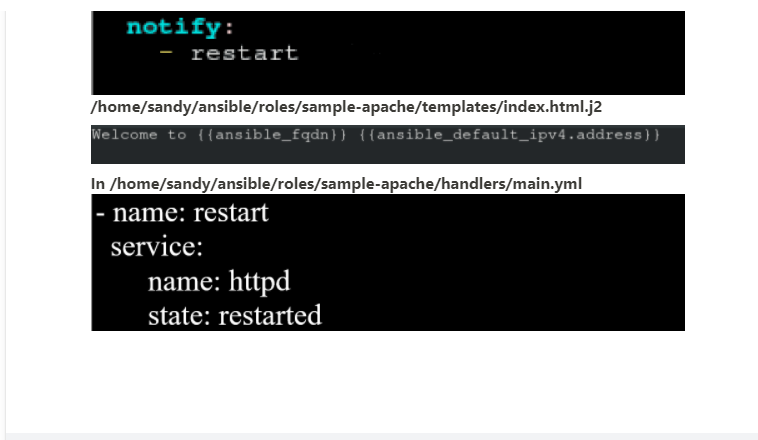 notify:
- restart
/home/sandy/ansible/roles/sample-apache/templates/index.html.j2
Welcome to {{ansible_fqdn}} {{ansible_default_ipv4.address}}
In /home/sandy/ansible/roles/sample-apache/handlers/main.yml
- name: restart
service:
name: httpd
state: restarted